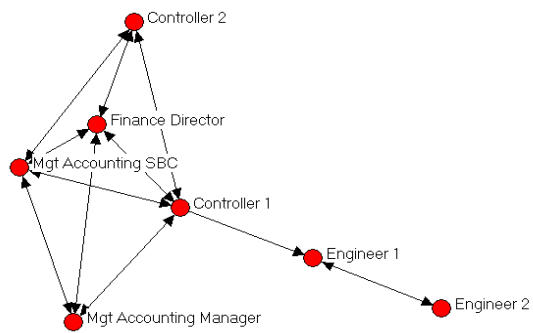 Controller 2
Finance Director
Mgt Accounting SBC
Controller 1
Engineer 1
Engineer 2
Mgt Accounting Manager